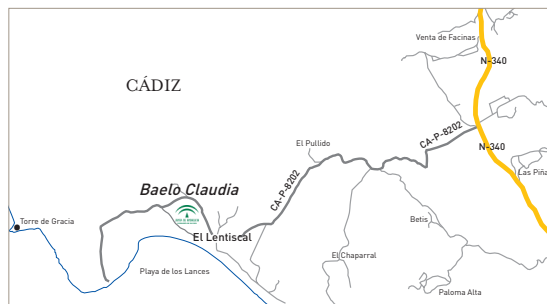 Venta de Facinas
N-340
CÁDIZ
CA-P-8202
El Pullido
N-340
Las Piña
Baelo Claudia
CA-P-8202
Torre de Gracia
Betis
El Lentiscal
El Chaparral
Playa de los Lances
Paloma Alta